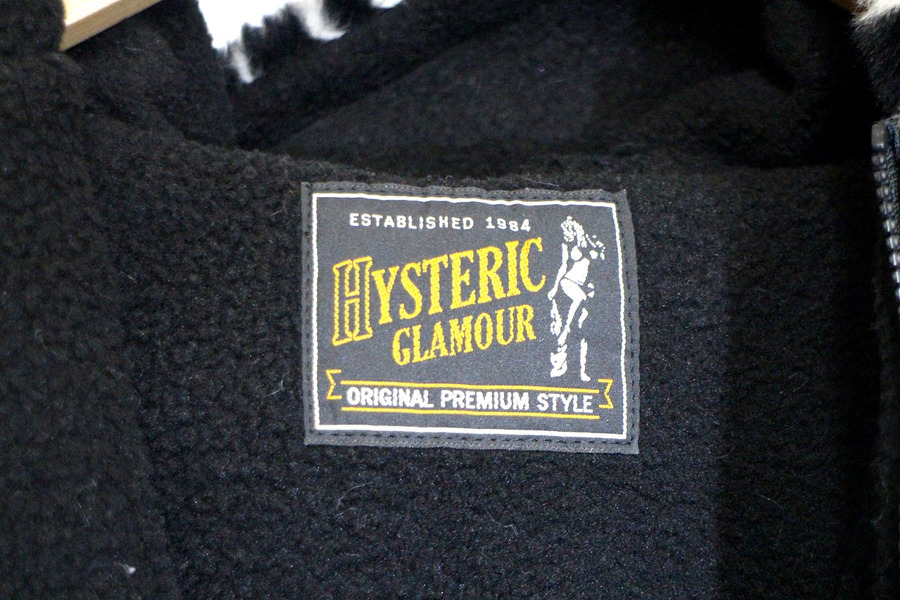 ESTABLISHED 1984
HYSTERIC
GLAMOUR
ORIGINAL PREMIUM STYLE